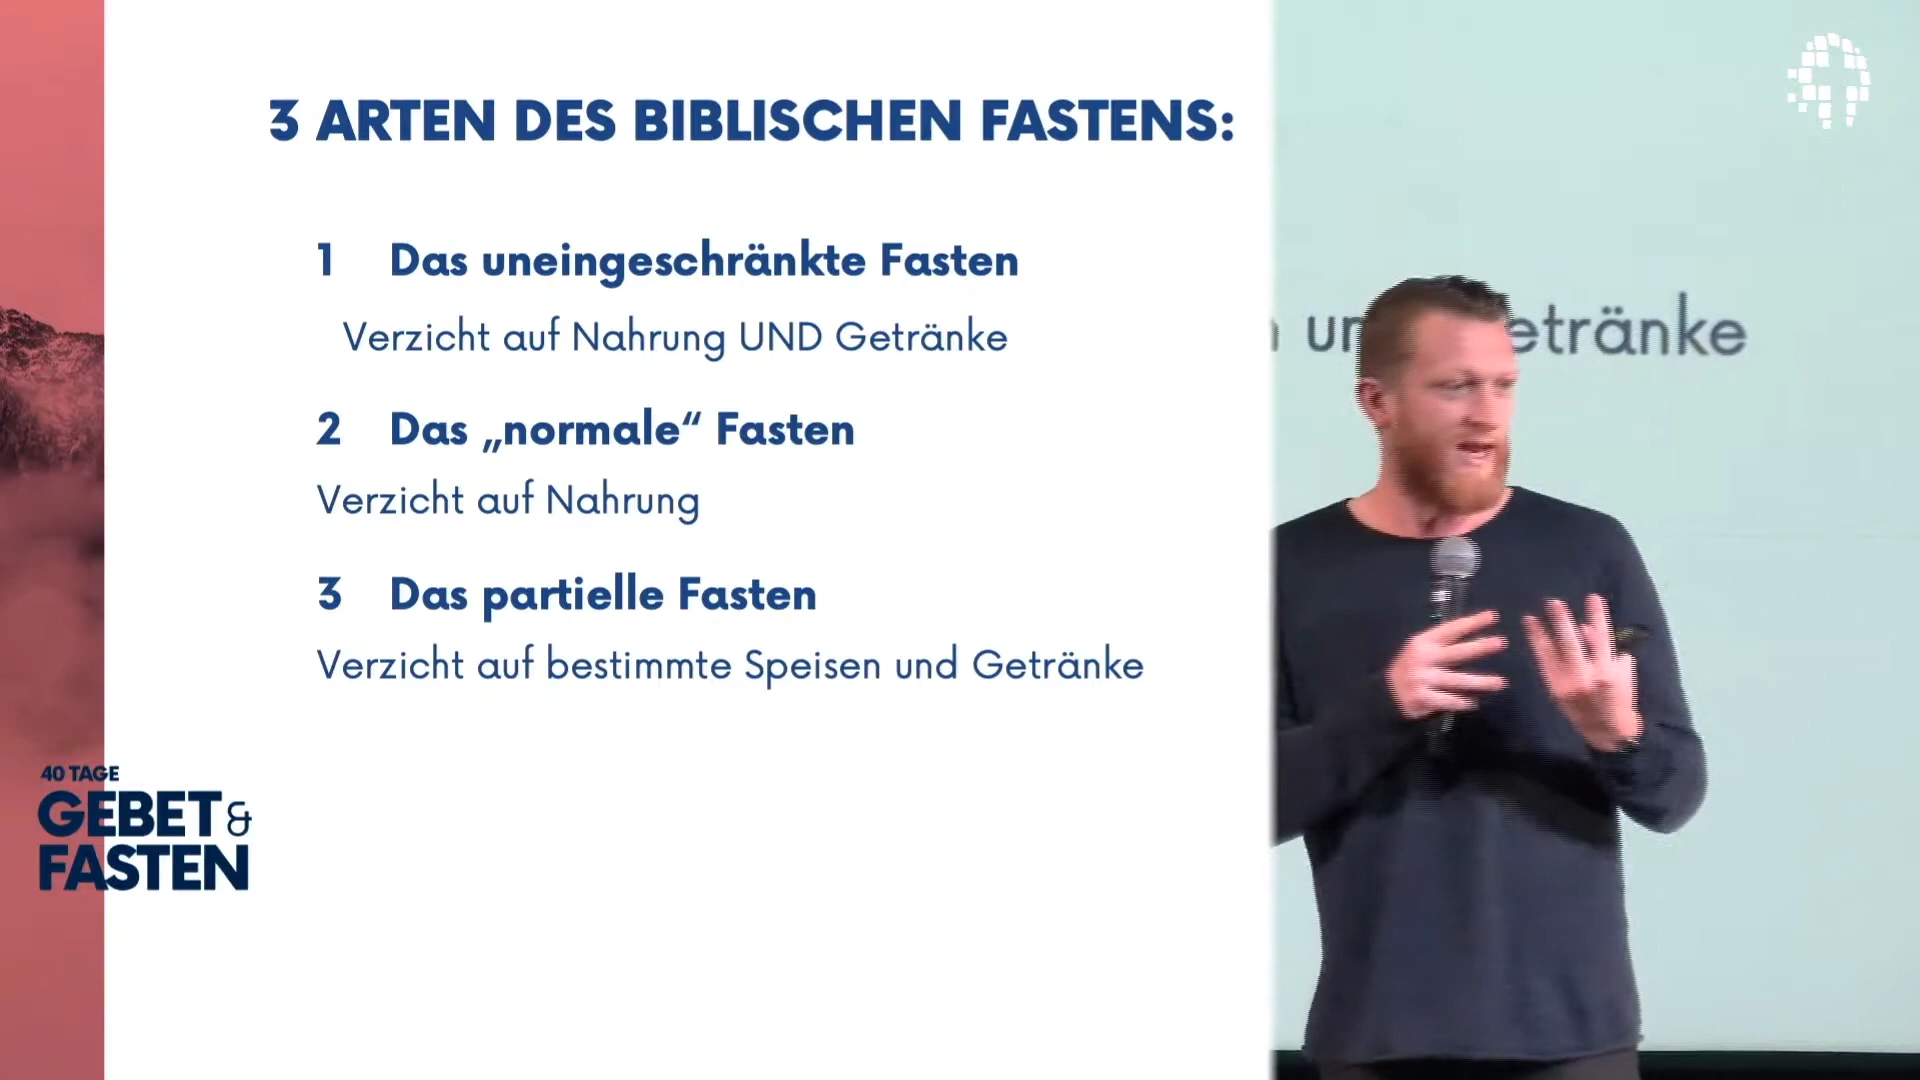 3 ARTEN DES BIBLISCHEN FASTENS:
1 Das uneingeschränkte Fasten
Verzicht auf Nahrung UND Getränke
2 Das „normale“ Fasten
Verzicht auf Nahrung
3 Das partielle Fasten
Verzicht auf bestimmte Speisen und Getränke
40 TAGE
GEBET &
FASTEN
etränke